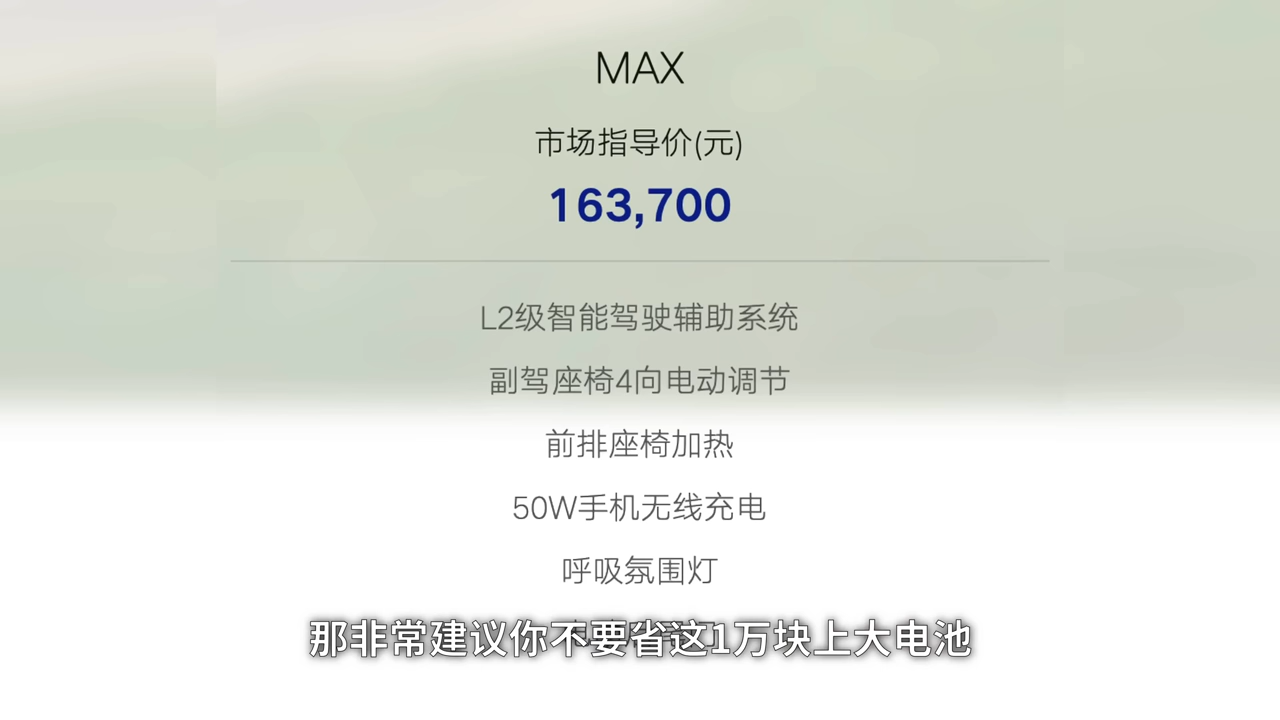 MAX
市场指导价(元)
163,700
L2级智能驾驶辅助系统
副驾座椅4向电动调节
前排座椅加热
50W手机无线充电
呼吸氛围灯
那非常建议你不要省这1万块上大电池